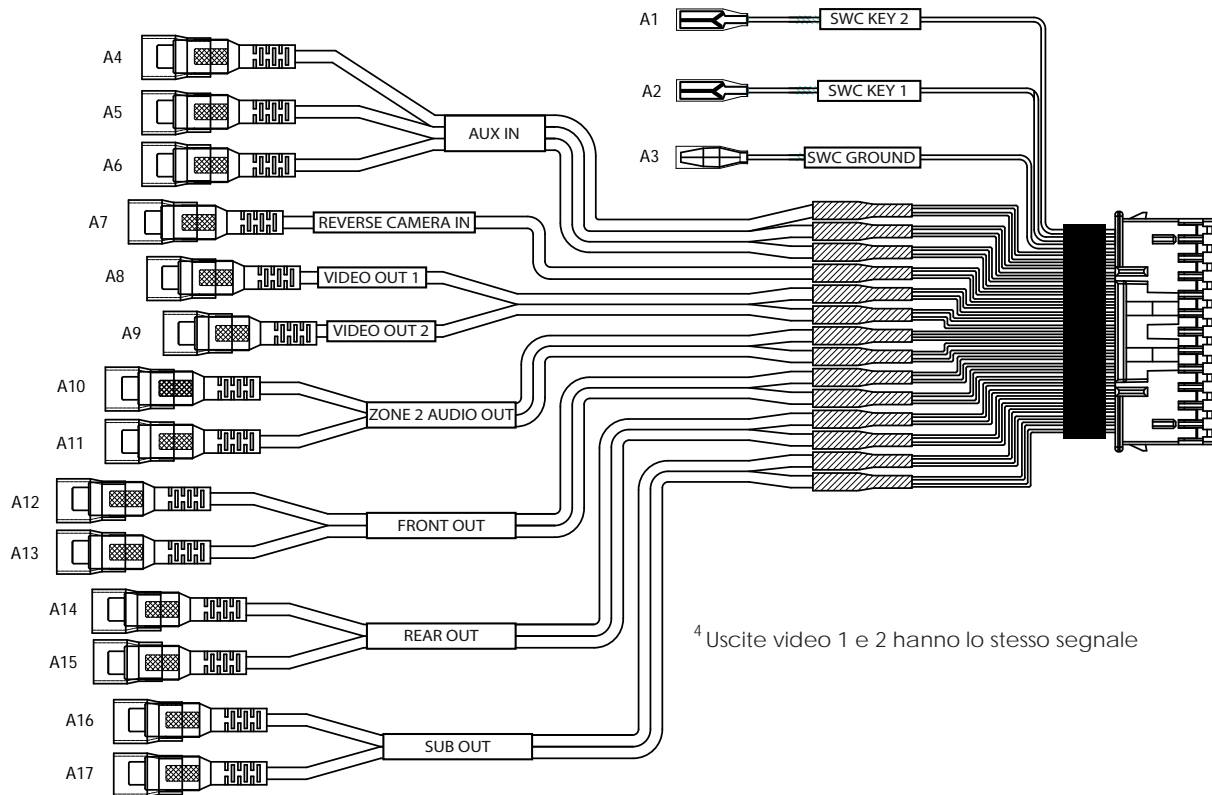 A1 SWC KEY 2
A2 SWC KEY 1
A3 SWC GROUND
A4
A5
A6
AUX IN
A7 REVERSE CAMERA IN
A8 VIDEO OUT 1
A9 VIDEO OUT 2
A10
A11
ZONE 2 AUDIO OUT
A12
A13
FRONT OUT
A14
A15
REAR OUT
A16
A17
SUB OUT
4 Uscite video 1 e 2 hanno lo stesso segnale